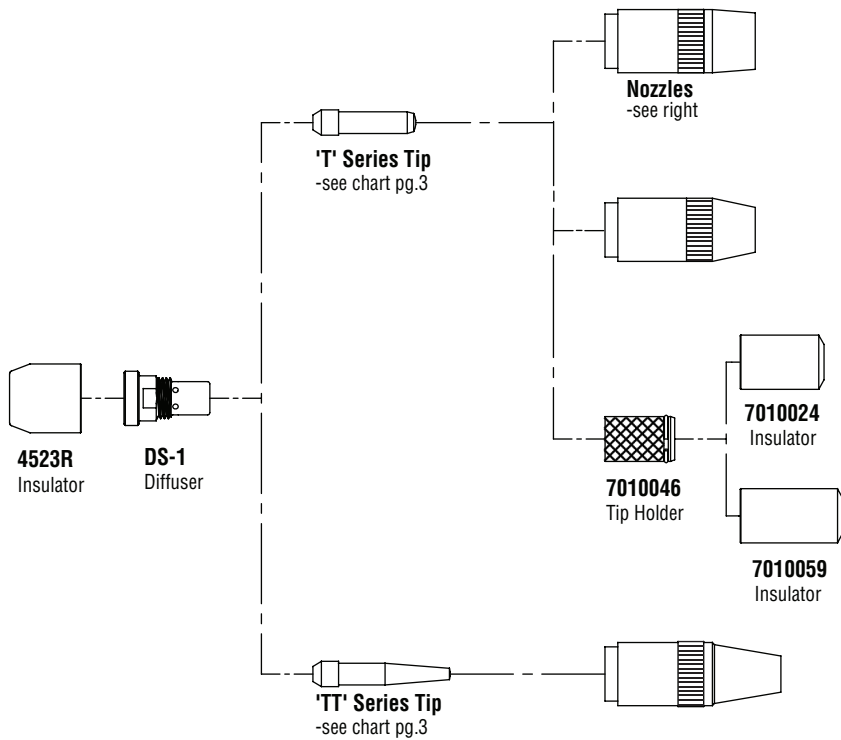 Nozzles
-see right
'T' Series Tip
-see chart pg.3
4523R
Insulator
DS-1
Diffuser
7010024
Insulator
7010046
Tip Holder
7010059
Insulator
'TT' Series Tip
-see chart pg.3